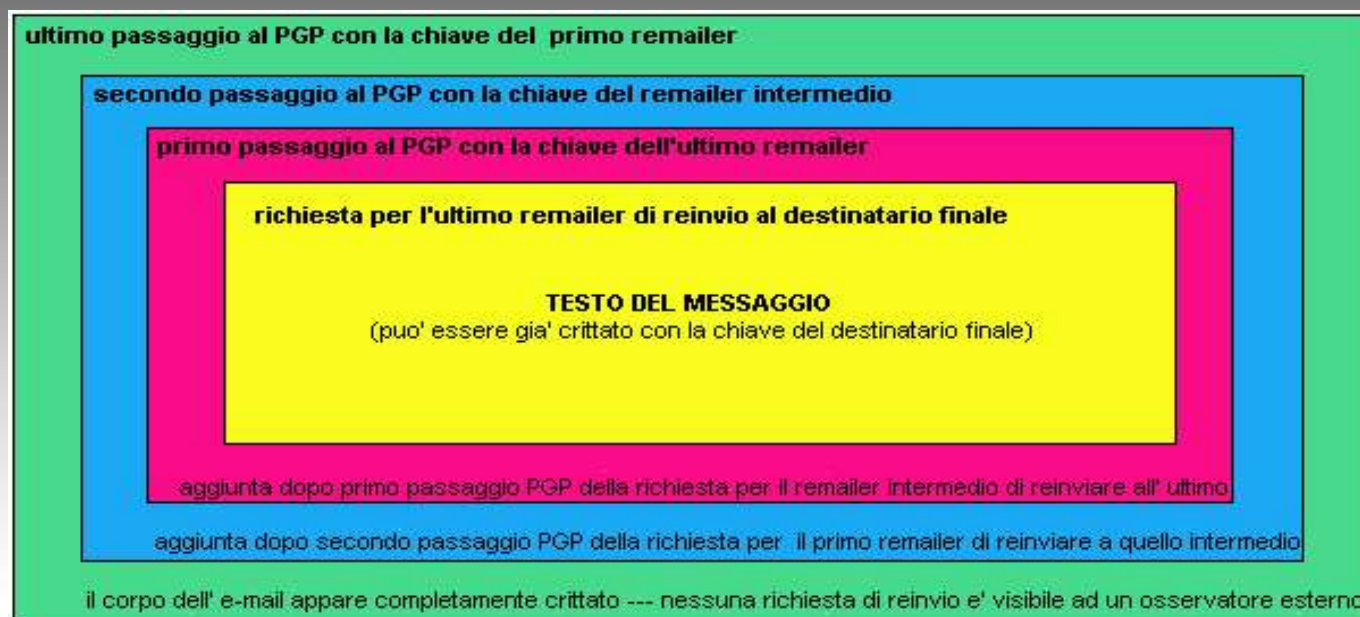 ultimo passaggio al PGP con la chiave del primo remailer
secondo passaggio al PGP con la chiave del remailer intermedio
primo passaggio al PGP con la chiave dell'ultimo remailer
richiesta per l'ultimo remailer di reinvio al destinatario finale
TESTO DEL MESSAGGIO
(puo' essere gia' crittato con la chiave del destinatario finale)
aggiunta dopo primo passaggio PGP della richiesta per il remailer intermedio di reinviare all' ultimo
aggiunta dopo secondo passaggio PGP della richiesta per il primo remailer di reinviare a quello intermedio
il corpo dell' e-mail appare completamente crittato --- nessuna richiesta di reinvio e' visibile ad un osservatore esterno